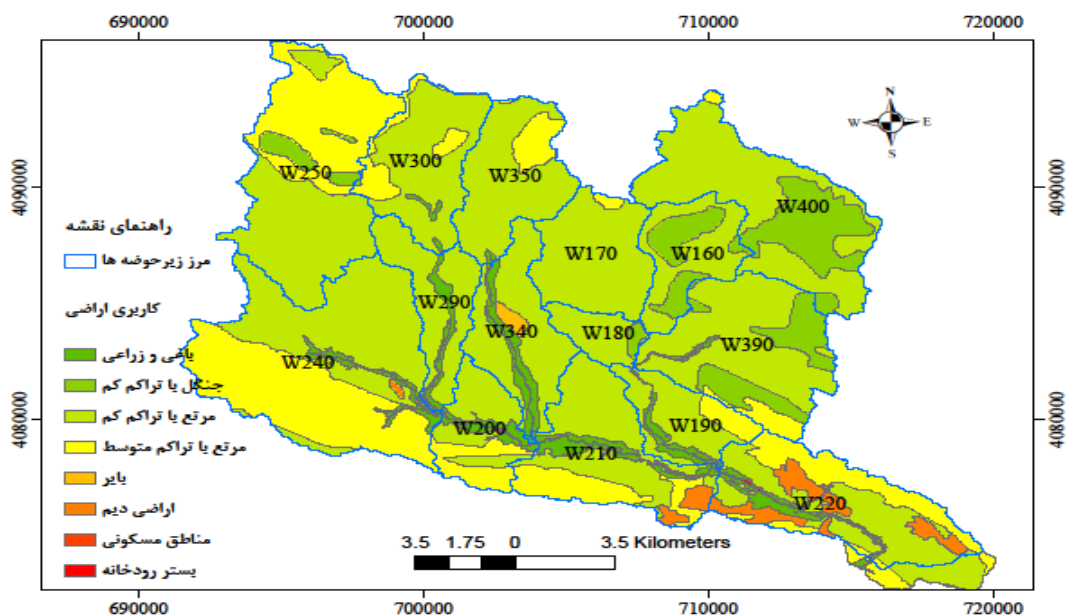 690000 700000 710000 720000
N
W E
S
4090000 4090000
4080000 4080000
W250
W300
W350
W400
W170
W160
W290
W340
W180
W390
W240
W200
W210
W190
W220
راهنمای نقشه
مرز زیرحوضه ها
کاربری اراضی
باغی و زراعی
جنگل با تراکم کم
مرتع با تراکم کم
مرتع با تراکم متوسط
بایر
اراضی دیم
مناطق مسکونی
بستر رودخانه
3.5 1.75 0 3.5 Kilometers
690000 700000 710000 720000